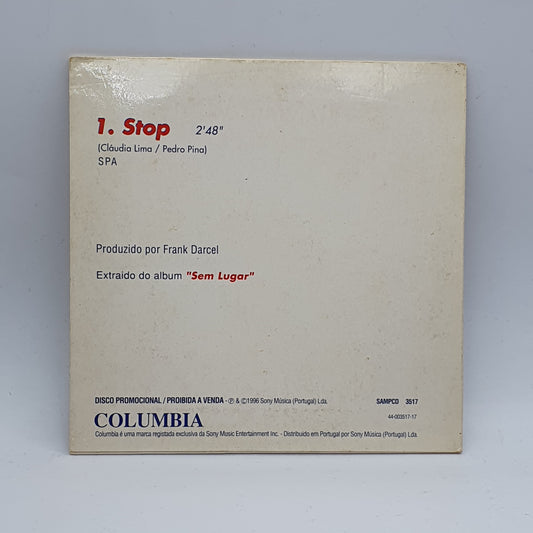 1. Stop 2'48"
(Cláudia Lima / Pedro Pina)
SPA
Produzido por Frank Darcel
Extraido do album "Sem Lugar"
DISCO PROMOCIONAL / PROIBIDA A VENDA - ℗ & ©1996 Sony Música (Portugal) Lda. SAMPCD 3517
COLUMBIA 44-003517-17
Columbia é uma marca registada exclusiva da Sony Music Entertainment Inc. - Distribuido em Portugal por Sony Música (Portugal) Lda.